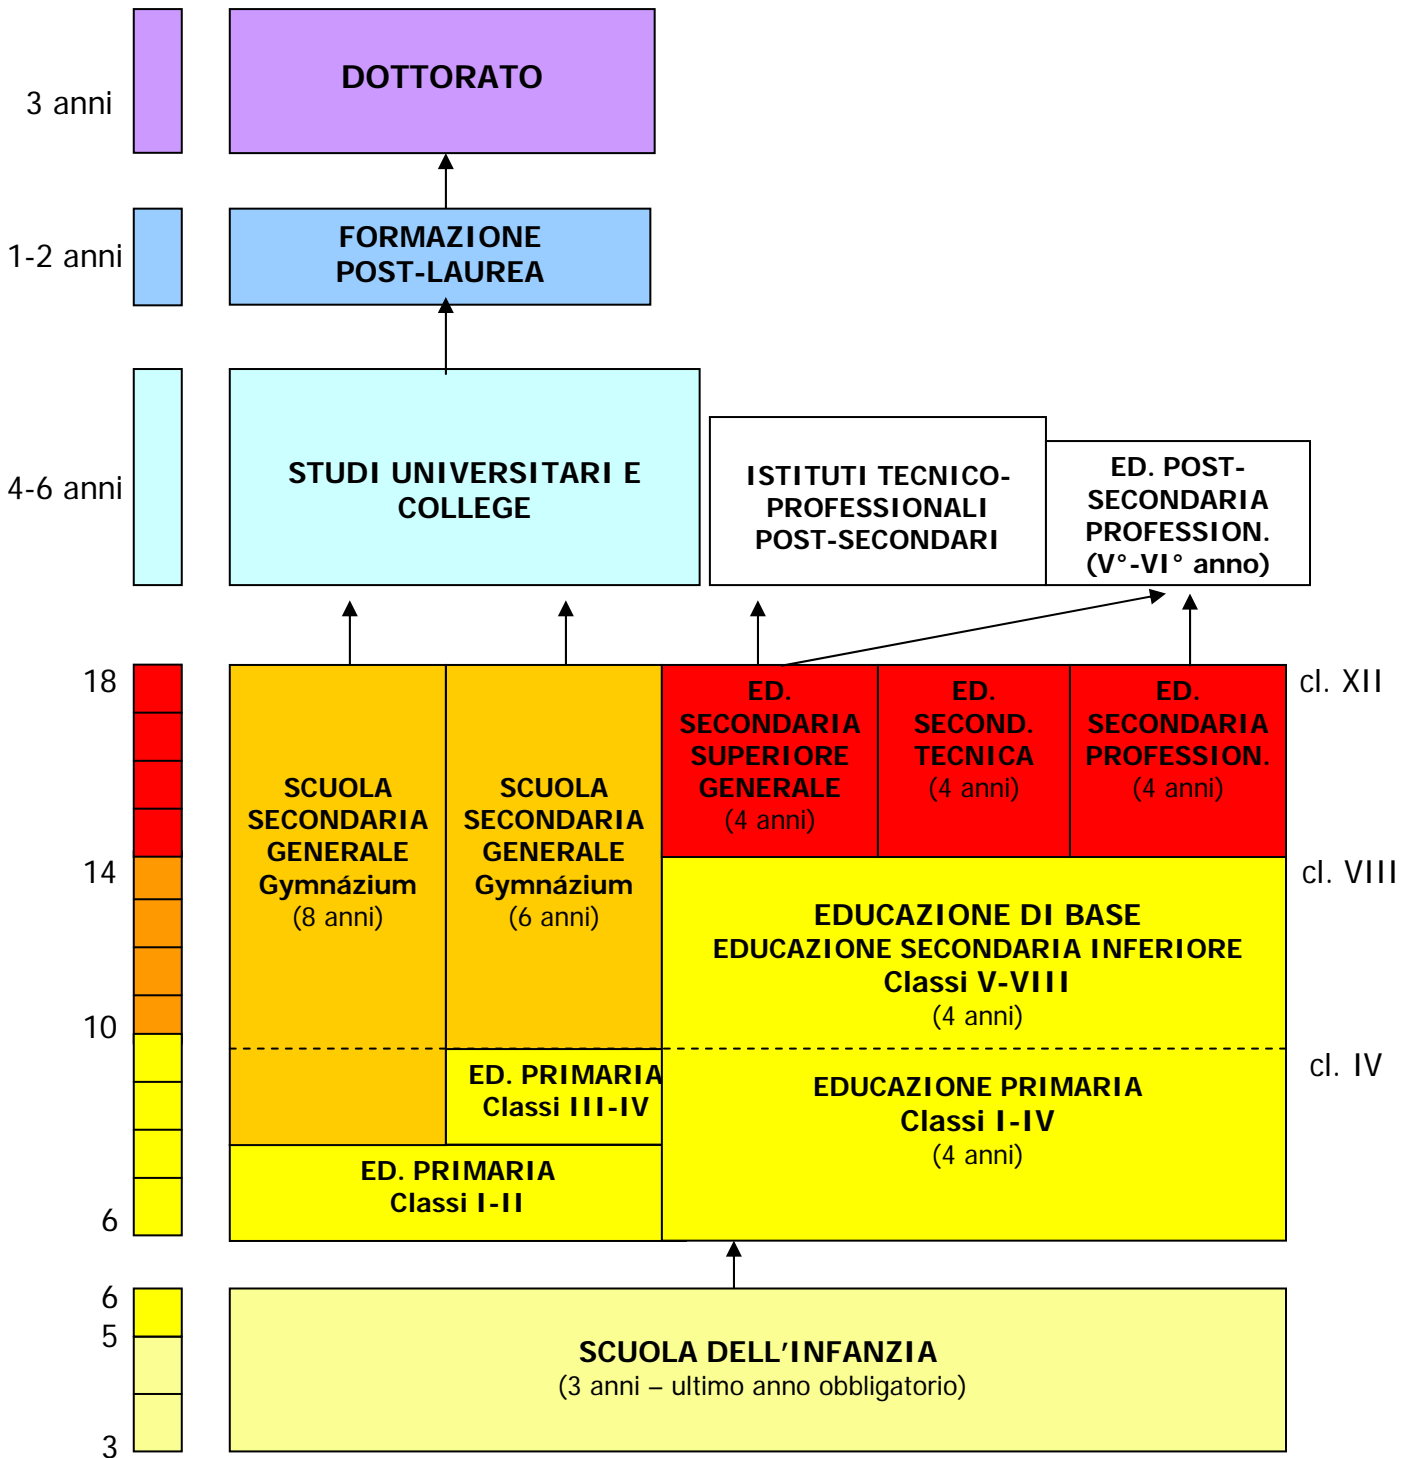 DOTTORATO
3 anni
FORMAZIONE
POST-LAUREA
1-2 anni
STUDI UNIVERSITARI E
COLLEGE
4-6 anni
ISTITUTI TECNICO-
PROFESSIONALI
POST-SECONDARI
ED. POST-
SECONDARIA
PROFESSION.
(V°-VI° anno)
18
SCUOLA
SECONDARIA
GENERALE
Gymnázium
(8 anni)
SCUOLA
SECONDARIA
GENERALE
Gymnázium
(6 anni)
ED.
SECONDARIA
SUPERIORE
GENERALE
(4 anni)
ED.
SECOND.
TECNICA
(4 anni)
ED.
SECONDARIA
PROFESSION.
(4 anni)
cl. XII
14
cl. VIII
EDUCAZIONE DI BASE
EDUCAZIONE SECONDARIA INFERIORE
Classi V-VIII
(4 anni)
10
cl. IV
ED. PRIMARIA
Classi III-IV
EDUCAZIONE PRIMARIA
Classi I-IV
(4 anni)
ED. PRIMARIA
Classi I-II
6
6
5
SCUOLA DELL'INFANZIA
(3 anni – ultimo anno obbligatorio)
3